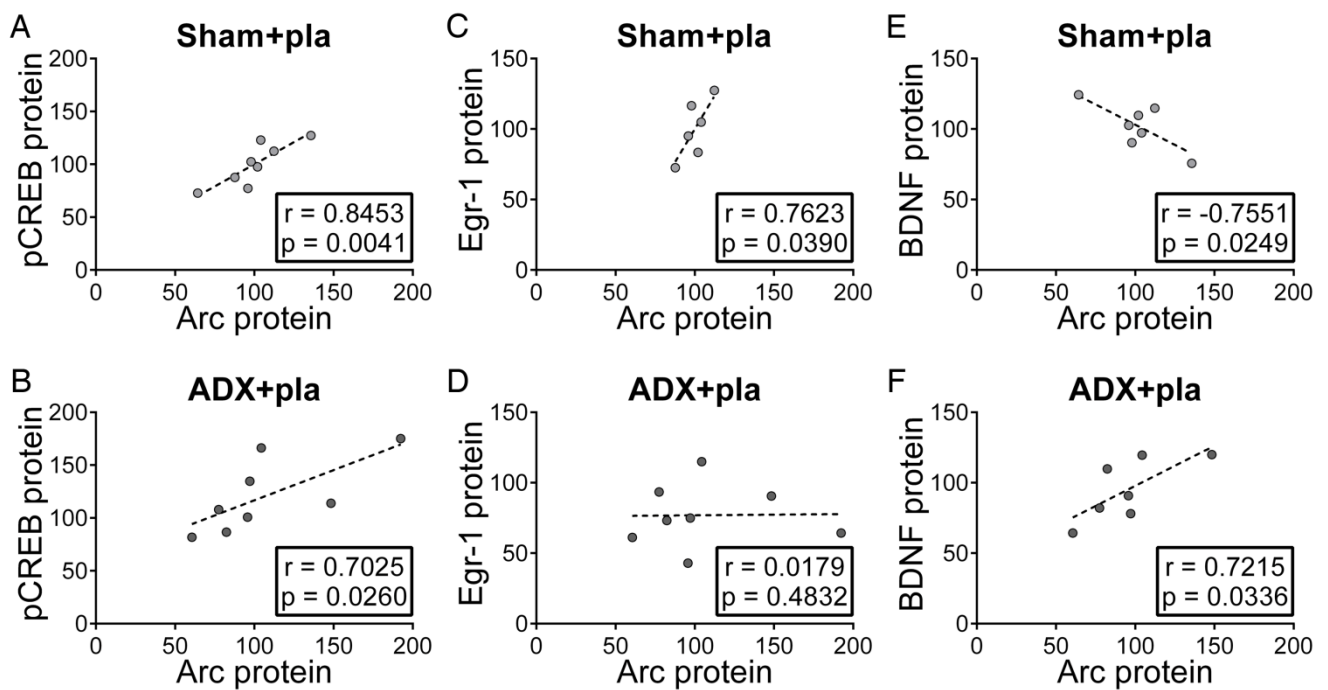 A
Sham+pla
pCREB protein
200
150
100
50
0
r = 0.8453
p = 0.0041
0 50 100 150 200
Arc protein
C
Sham+pla
Egr-1 protein
150
100
50
0
r = 0.7623
p = 0.0390
0 50 100 150 200
Arc protein
E
Sham+pla
BDNF protein
150
100
50
0
r = -0.7551
p = 0.0249
0 50 100 150 200
Arc protein
B
ADX+pla
pCREB protein
200
150
100
50
0
r = 0.7025
p = 0.0260
0 50 100 150 200
Arc protein
D
ADX+pla
Egr-1 protein
150
100
50
0
r = 0.0179
p = 0.4832
0 50 100 150 200
Arc protein
F
ADX+pla
BDNF protein
150
100
50
0
r = 0.7215
p = 0.0336
0 50 100 150 200
Arc protein